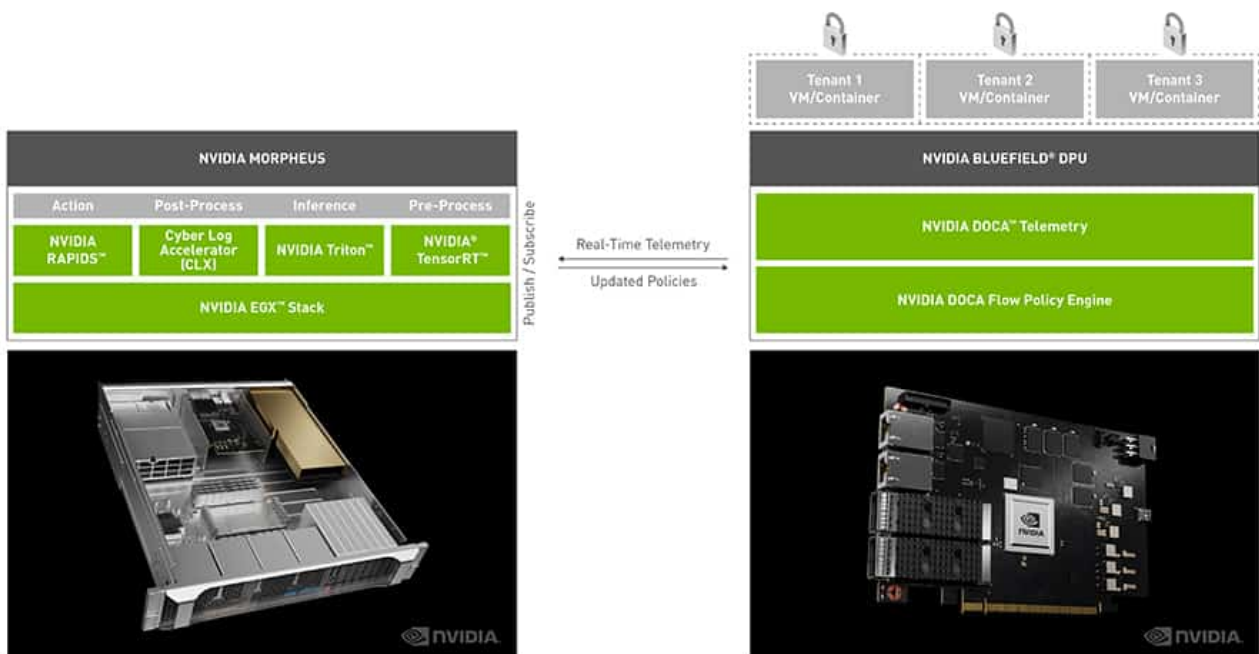 Tenant 1
VM/Container
Tenant 2
VM/Container
Tenant 3
VM/Container
NVIDIA MORPHEUS
Action
Post-Process
Inference
Pre-Process
NVIDIA
RAPIDS™
Cyber Log
Accelerator
(CLX)
NVIDIA Triton™
NVIDIA®
TensorRT™
NVIDIA EGX™ Stack
Publish / Subscribe
Real-Time Telemetry
Updated Policies
NVIDIA BLUEFIELD® DPU
NVIDIA DOCA™ Telemetry
NVIDIA DOCA Flow Policy Engine
NVIDIA.
NVIDIA
NVIDIA.